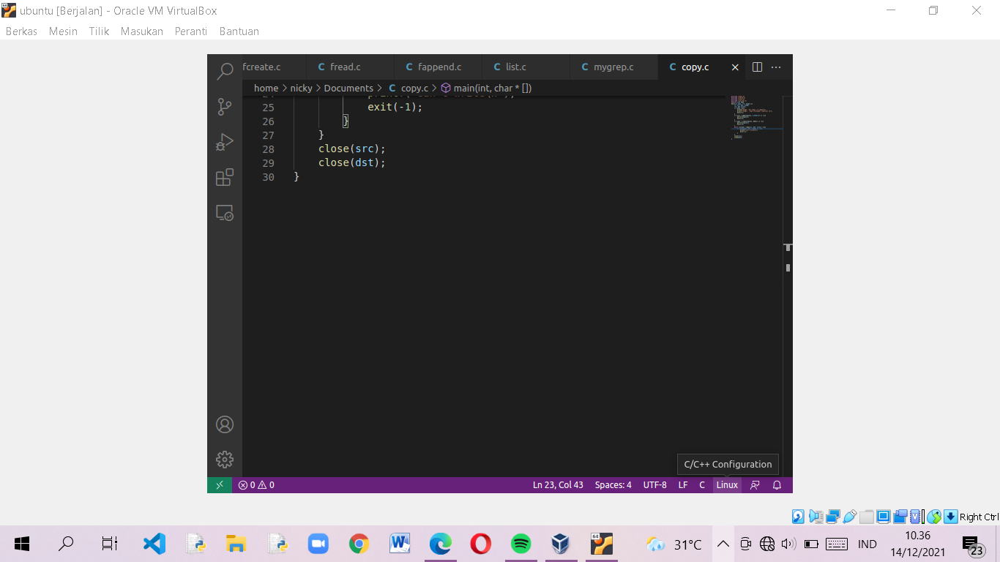 ubuntu [Berjalan] - Oracle VM VirtualBox
Berkas Mesin Tilik Masukan Peranti Bantuan
fcreate.c C fread.c C fappend.c C list.c C mygrep.c C copy.c
home > nicky > Documents > C copy.c > main(int, char * [])
25 exit(-1);
26 }
27 }
28 close(src);
29 close(dst);
30 }
C/C++ Configuration
0 0 Ln 23, Col 43 Spaces: 4 UTF-8 LF C Linux
Right Ctrl
31°C IND 10.36
14/12/2021 23